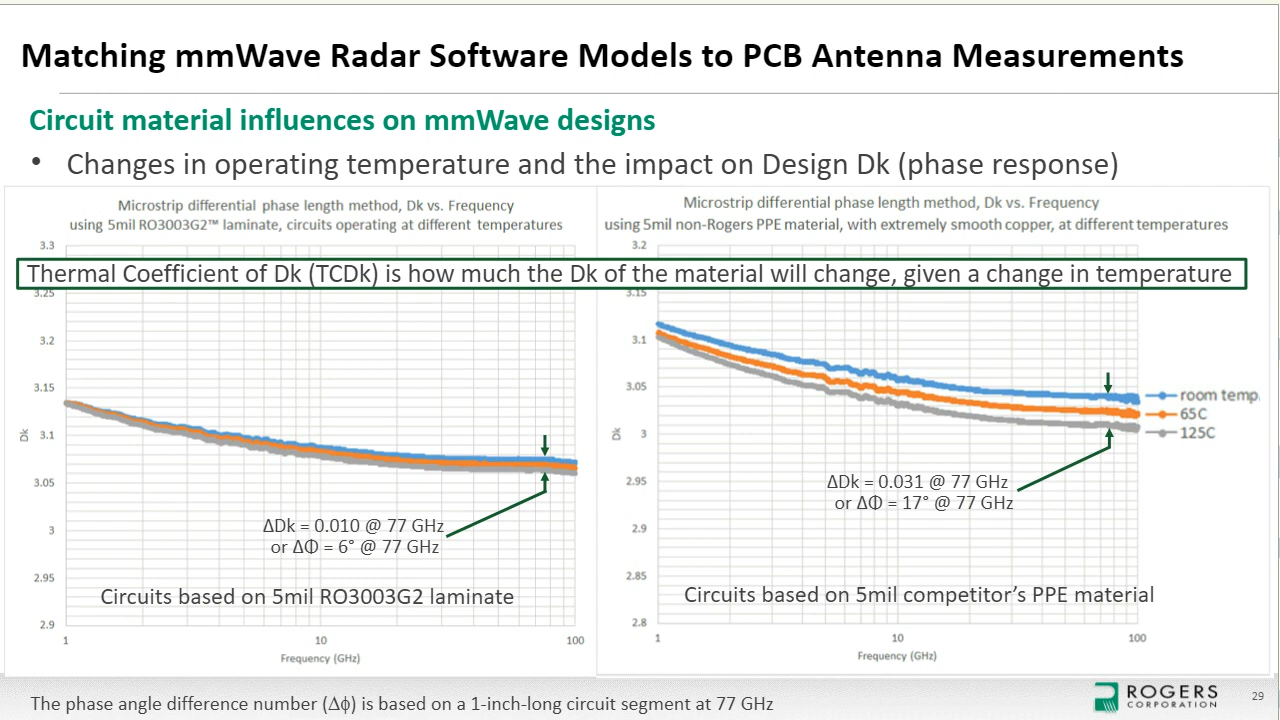 Matching mmWave Radar Software Models to PCB Antenna Measurements
Circuit material influences on mmWave designs
• Changes in operating temperature and the impact on Design Dk (phase response)
Microstrip differential phase length method, Dk vs. Frequency
using 5mil RO3003G2™ laminate, circuits operating at different temperatures
Microstrip differential phase length method, Dk vs. Frequency
using 5mil non-Rogers PPE material, with extremely smooth copper, at different temperatures
Thermal Coefficient of Dk (TCDk) is how much the Dk of the material will change, given a change in temperature
3.3
3.25
3.2
3.15
3.1
3.05
3
2.95
2.9
Dk
1
10
100
Frequency (GHz)
ΔDk = 0.010 @ 77 GHz
or ΔΦ = 6° @ 77 GHz
Circuits based on 5mil RO3003G2 laminate
3.2
3.15
3.1
3.05
3
2.95
2.9
2.85
2.8
Dk
1
10
100
Frequency (GHz)
room temp.
65C
125C
ΔDk = 0.031 @ 77 GHz
or ΔΦ = 17° @ 77 GHz
Circuits based on 5mil competitor's PPE material
The phase angle difference number (Δϕ) is based on a 1-inch-long circuit segment at 77 GHz
ROGERS
CORPORATION
29